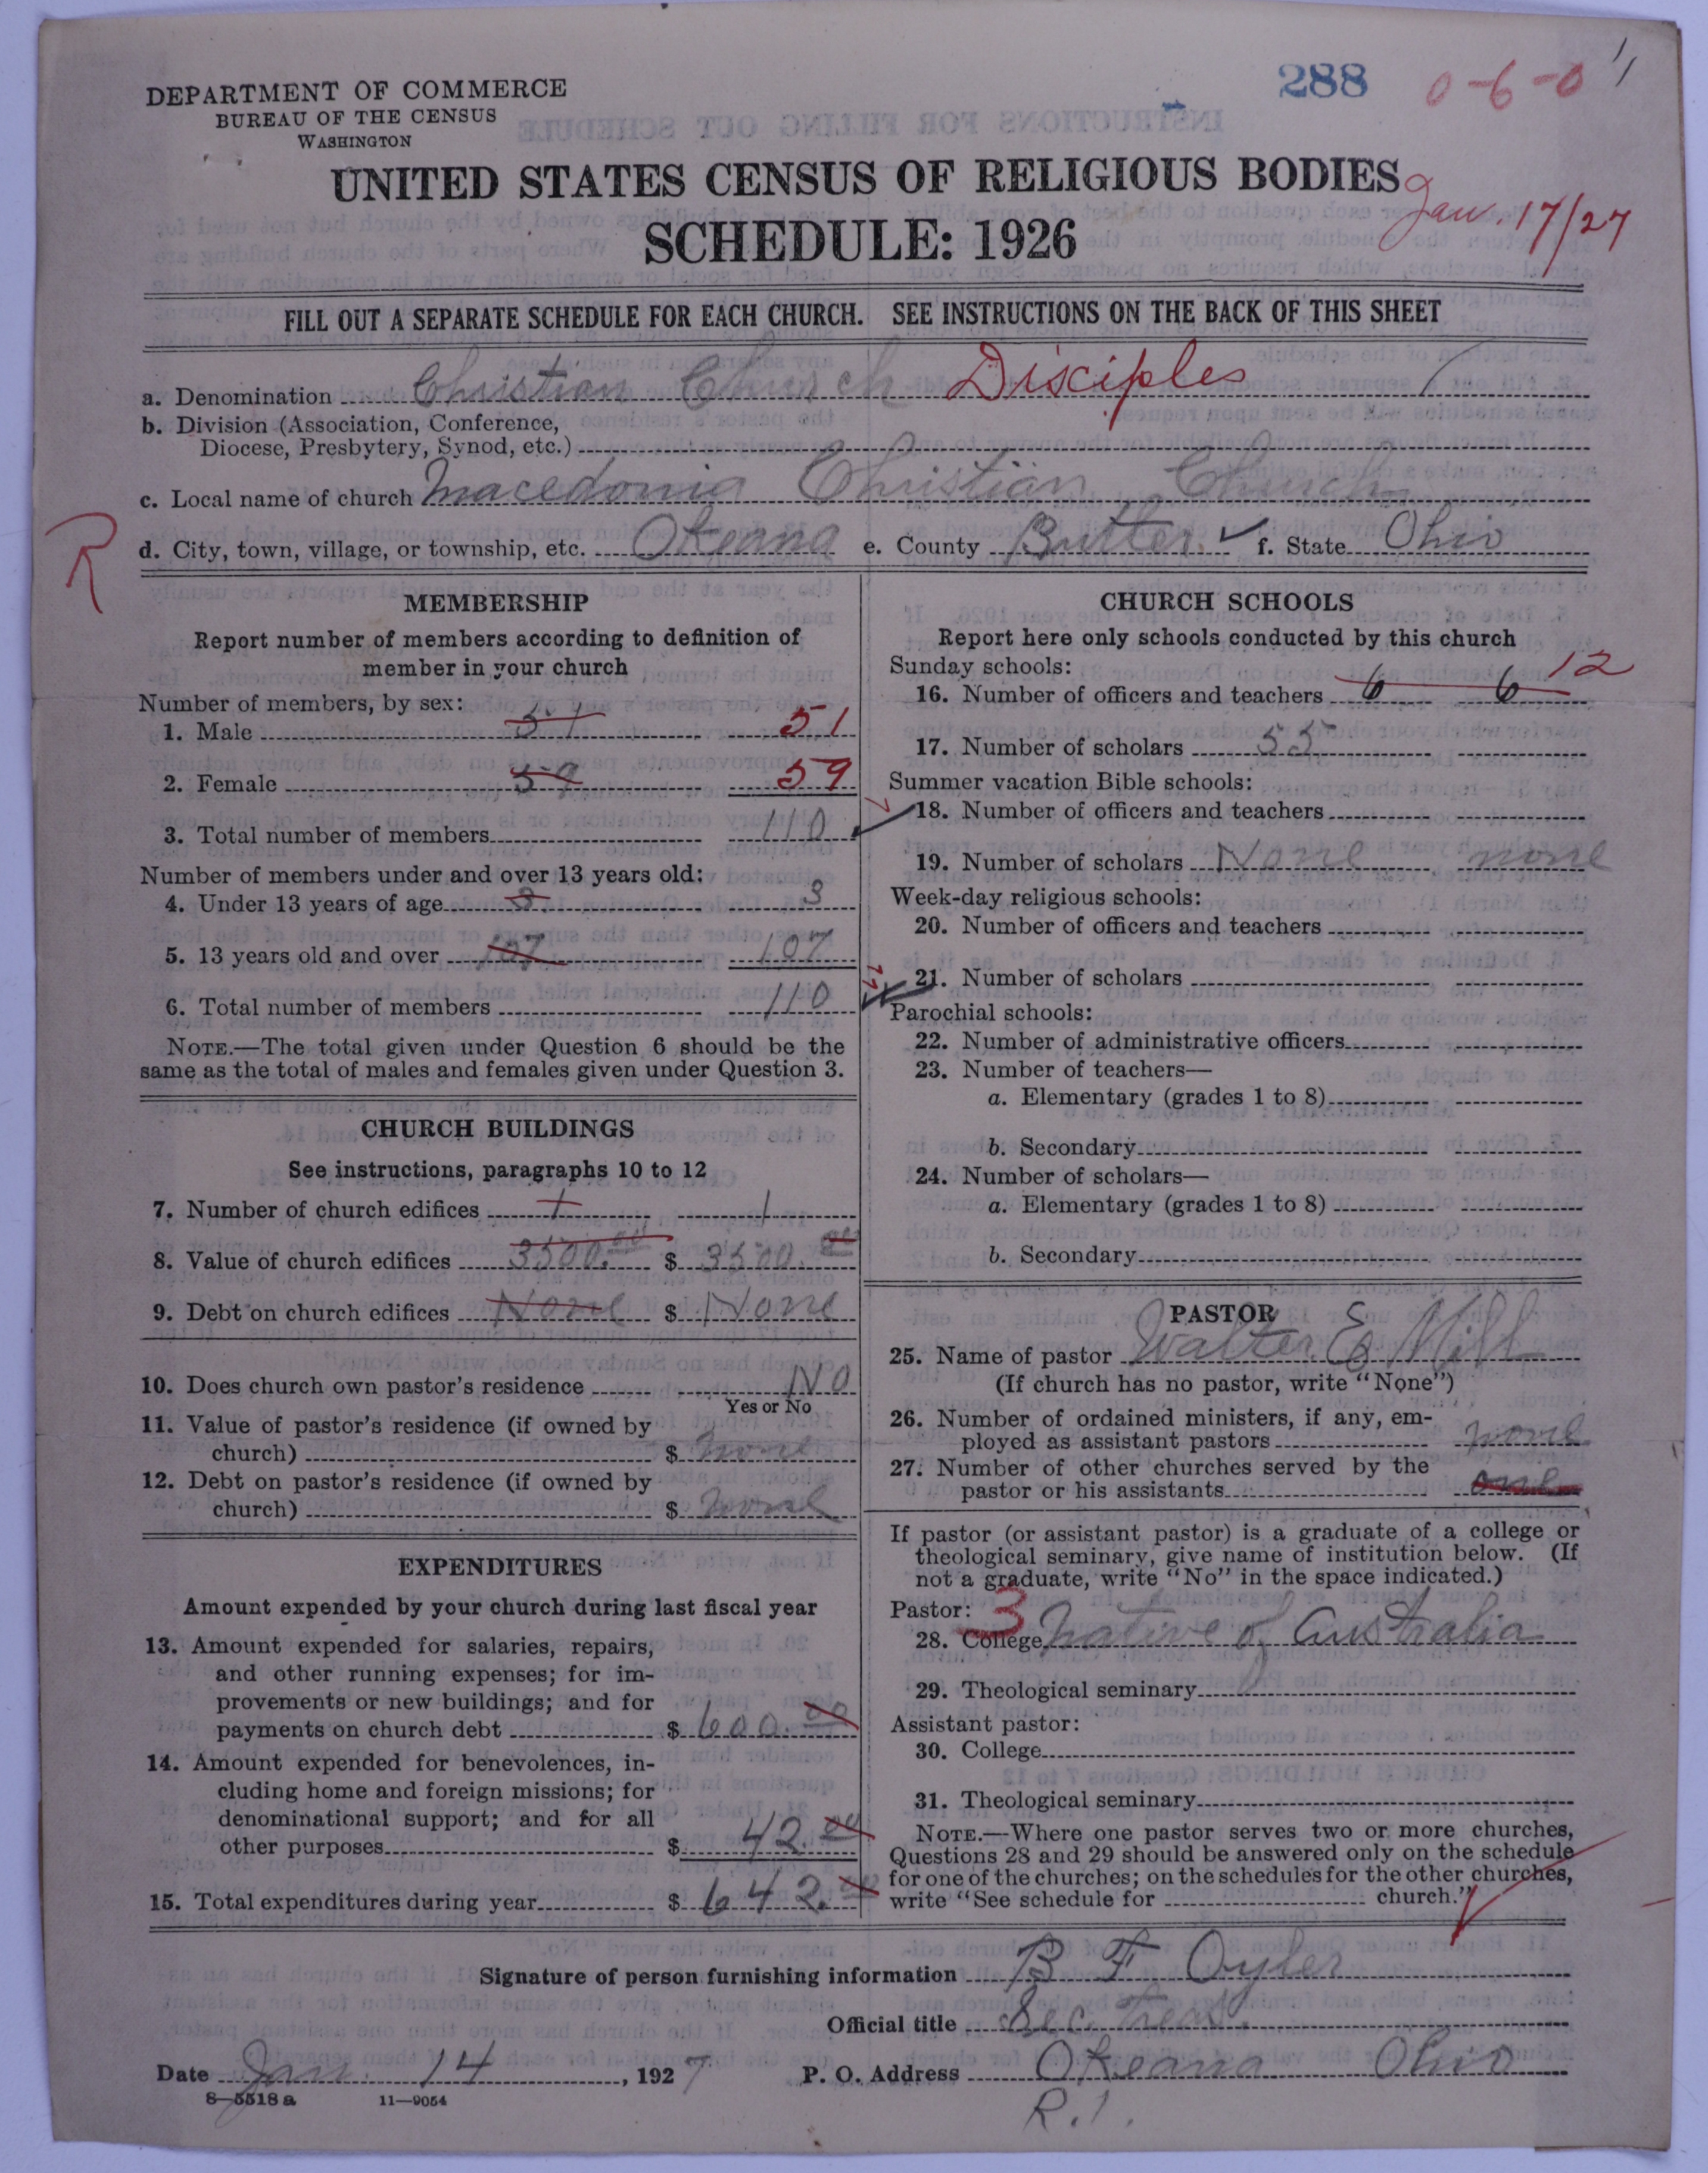 288 0-6-0
DEPARTMENT OF COMMERCE
BUREAU OF THE CENSUS
WASHINGTON
UNITED STATES CENSUS OF RELIGIOUS BODIES
Jan. 17/27
SCHEDULE: 1926
FILL OUT A SEPARATE SCHEDULE FOR EACH CHURCH. SEE INSTRUCTIONS ON THE BACK OF THIS SHEET
a. Denomination Christian Church Disciples
b. Division (Association, Conference,
Diocese, Presbytery, Synod, etc.)
c. Local name of church Macedonia Christian Church
R
d. City, town, village, or township, etc. Okeana e. County Butler ✓ f. State Ohio
MEMBERSHIP
Report number of members according to definition of
member in your church
Number of members, by sex:
1. Male 51 51
2. Female 59 59
3. Total number of members 110
Number of members under and over 13 years old:
4. Under 13 years of age 3 3
5. 13 years old and over 107 107
6. Total number of members 110
NOTE.—The total given under Question 6 should be the
same as the total of males and females given under Question 3.
CHURCH BUILDINGS
See instructions, paragraphs 10 to 12
7. Number of church edifices 1 1
8. Value of church edifices 3500.00 $ 3500.00
9. Debt on church edifices None $ None
10. Does church own pastor's residence NO
Yes or No
11. Value of pastor's residence (if owned by
church) $ none
12. Debt on pastor's residence (if owned by
church) $ none
EXPENDITURES
Amount expended by your church during last fiscal year
13. Amount expended for salaries, repairs,
and other running expenses; for im-
provements or new buildings; and for
payments on church debt $ 600.00
14. Amount expended for benevolences, in-
cluding home and foreign missions; for
denominational support; and for all
other purposes $ 42.00
15. Total expenditures during year $ 642.00
CHURCH SCHOOLS
Report here only schools conducted by this church
Sunday schools:
16. Number of officers and teachers 6 6 12
17. Number of scholars 55
Summer vacation Bible schools:
18. Number of officers and teachers
19. Number of scholars None none
Week-day religious schools:
20. Number of officers and teachers
21. Number of scholars
Parochial schools:
22. Number of administrative officers
23. Number of teachers—
a. Elementary (grades 1 to 8)
b. Secondary
24. Number of scholars—
a. Elementary (grades 1 to 8)
b. Secondary
PASTOR
25. Name of pastor Walter E
(If church has no pastor, write "None")
26. Number of ordained ministers, if any, em-
ployed as assistant pastors none
27. Number of other churches served by the
pastor or his assistants one
If pastor (or assistant pastor) is a graduate of a college or
theological seminary, give name of institution below. (If
not a graduate, write "No" in the space indicated.)
Pastor: 3
28. College Native of Australia
29. Theological seminary
Assistant pastor:
30. College
31. Theological seminary
NOTE.—Where one pastor serves two or more churches,
Questions 28 and 29 should be answered only on the schedule
for one of the churches; on the schedules for the other churches,
write "See schedule for church."
Signature of person furnishing information B F Oyler
Official title Sec. Treas.
Date Jan. 14, 1927 P. O. Address Okeana Ohio
8-5518 a 11—9054
R.1.